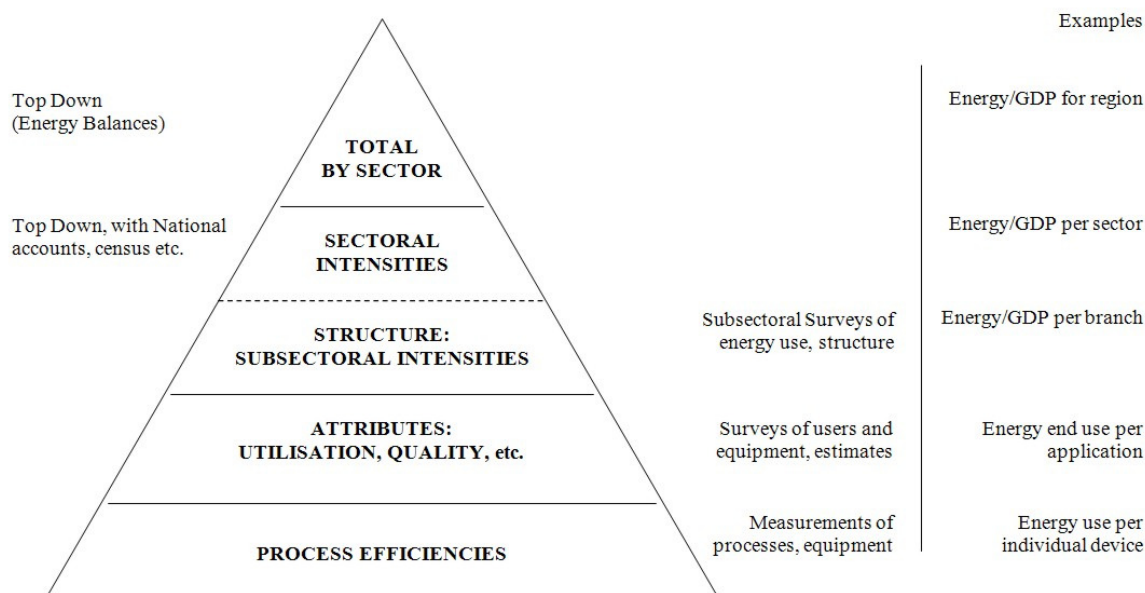 Examples
Top Down
(Energy Balances)
Energy/GDP for region
TOTAL
BY SECTOR
Top Down, with National
accounts, census etc.
SECTORAL
INTENSITIES
Energy/GDP per sector
STRUCTURE:
SUBSECTORAL INTENSITIES
Subsectoral Surveys of
energy use, structure
Energy/GDP per branch
ATTRIBUTES:
UTILISATION, QUALITY, etc.
Surveys of users and
equipment, estimates
Energy end use per
application
PROCESS EFFICIENCIES
Measurements of
processes, equipment
Energy use per
individual device